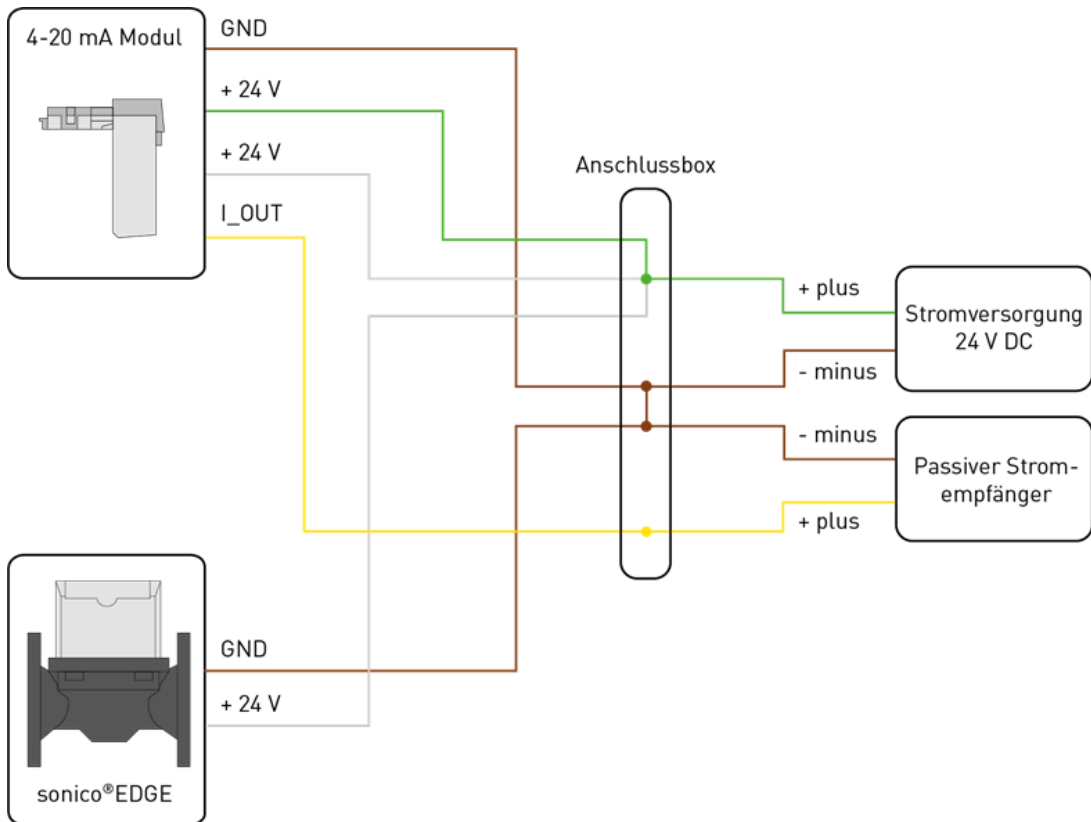 4-20 mA Modul
GND
+ 24 V
+ 24 V
I_OUT
Anschlussbox
+ plus
Stromversorgung
24 V DC
- minus
- minus
Passiver Strom-
empfänger
+ plus
GND
+ 24 V
sonico®EDGE